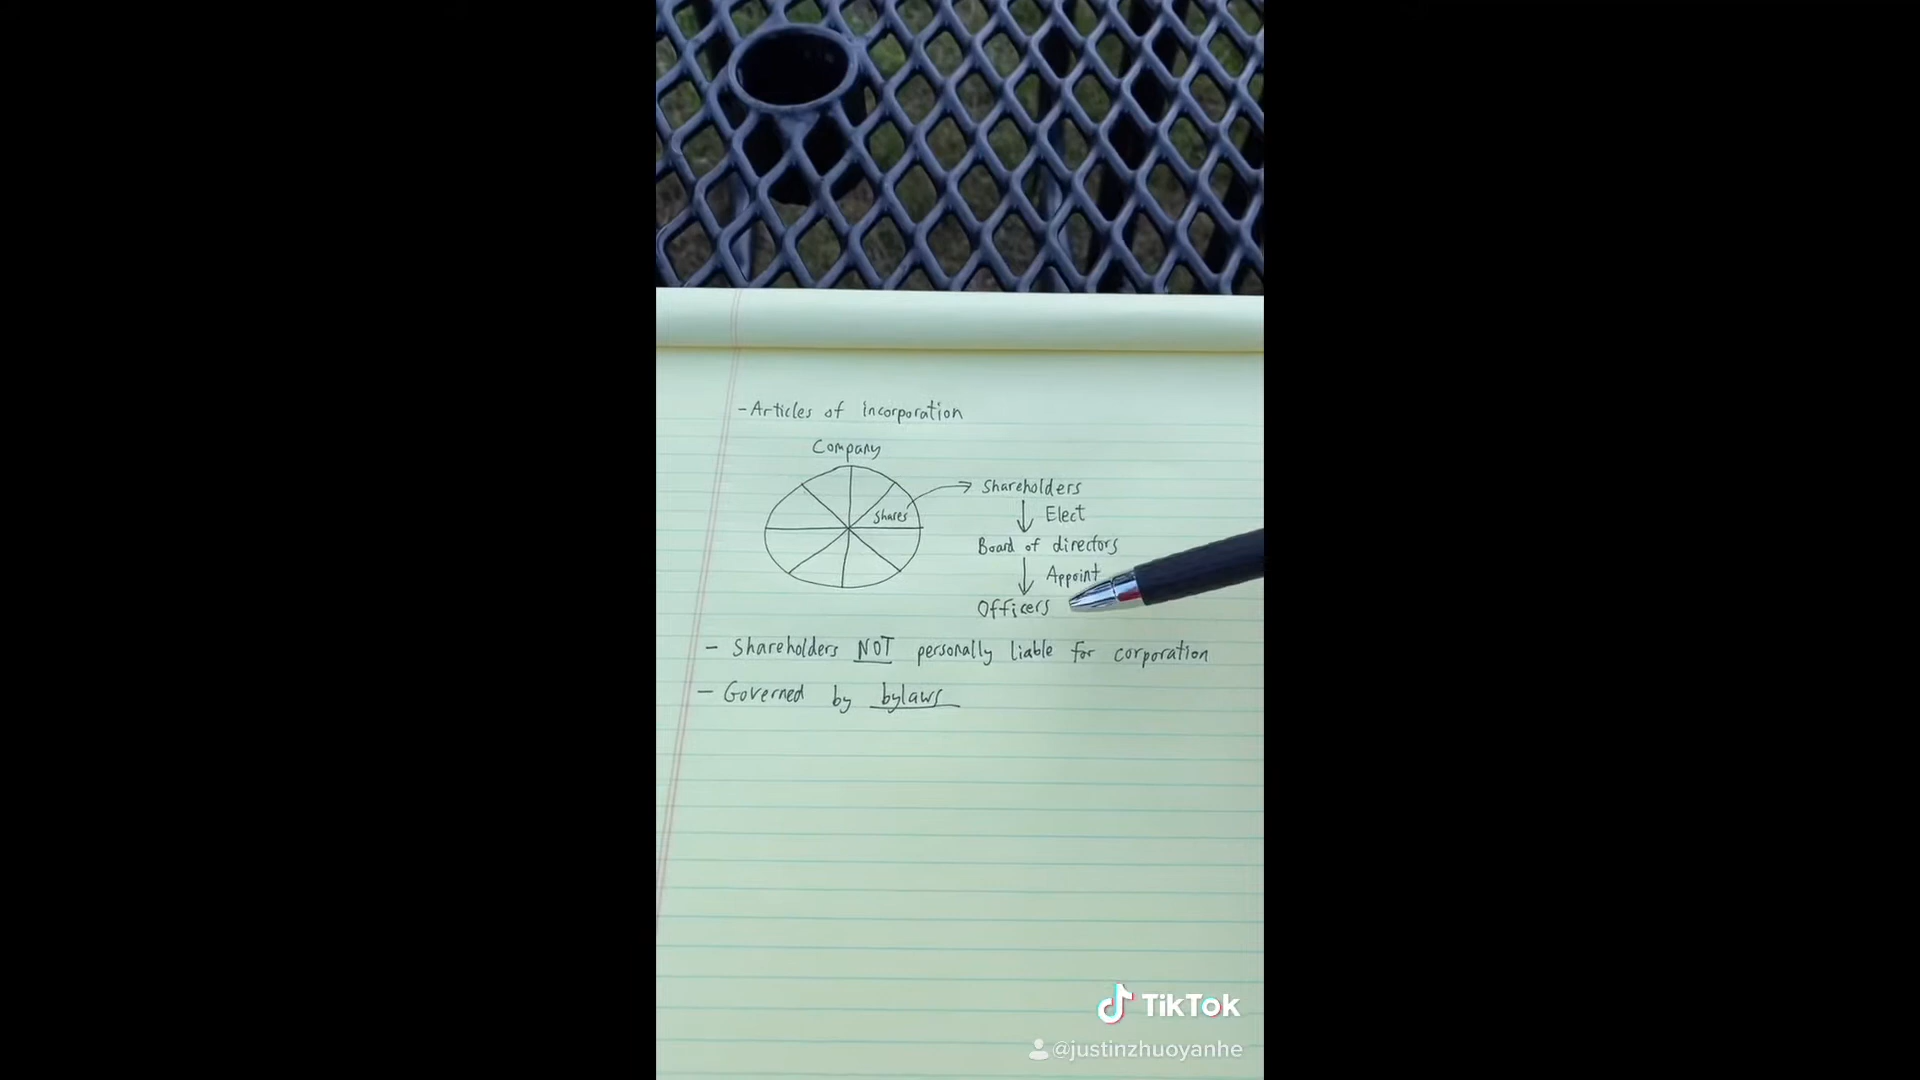 - Articles of incorporation
Company
Shares
Shareholders
Elect
Board of directors
Appoint
Officers
- Shareholders NOT personally liable for corporation
- Governed by bylaws
TikTok
@justinzhuoyanhe